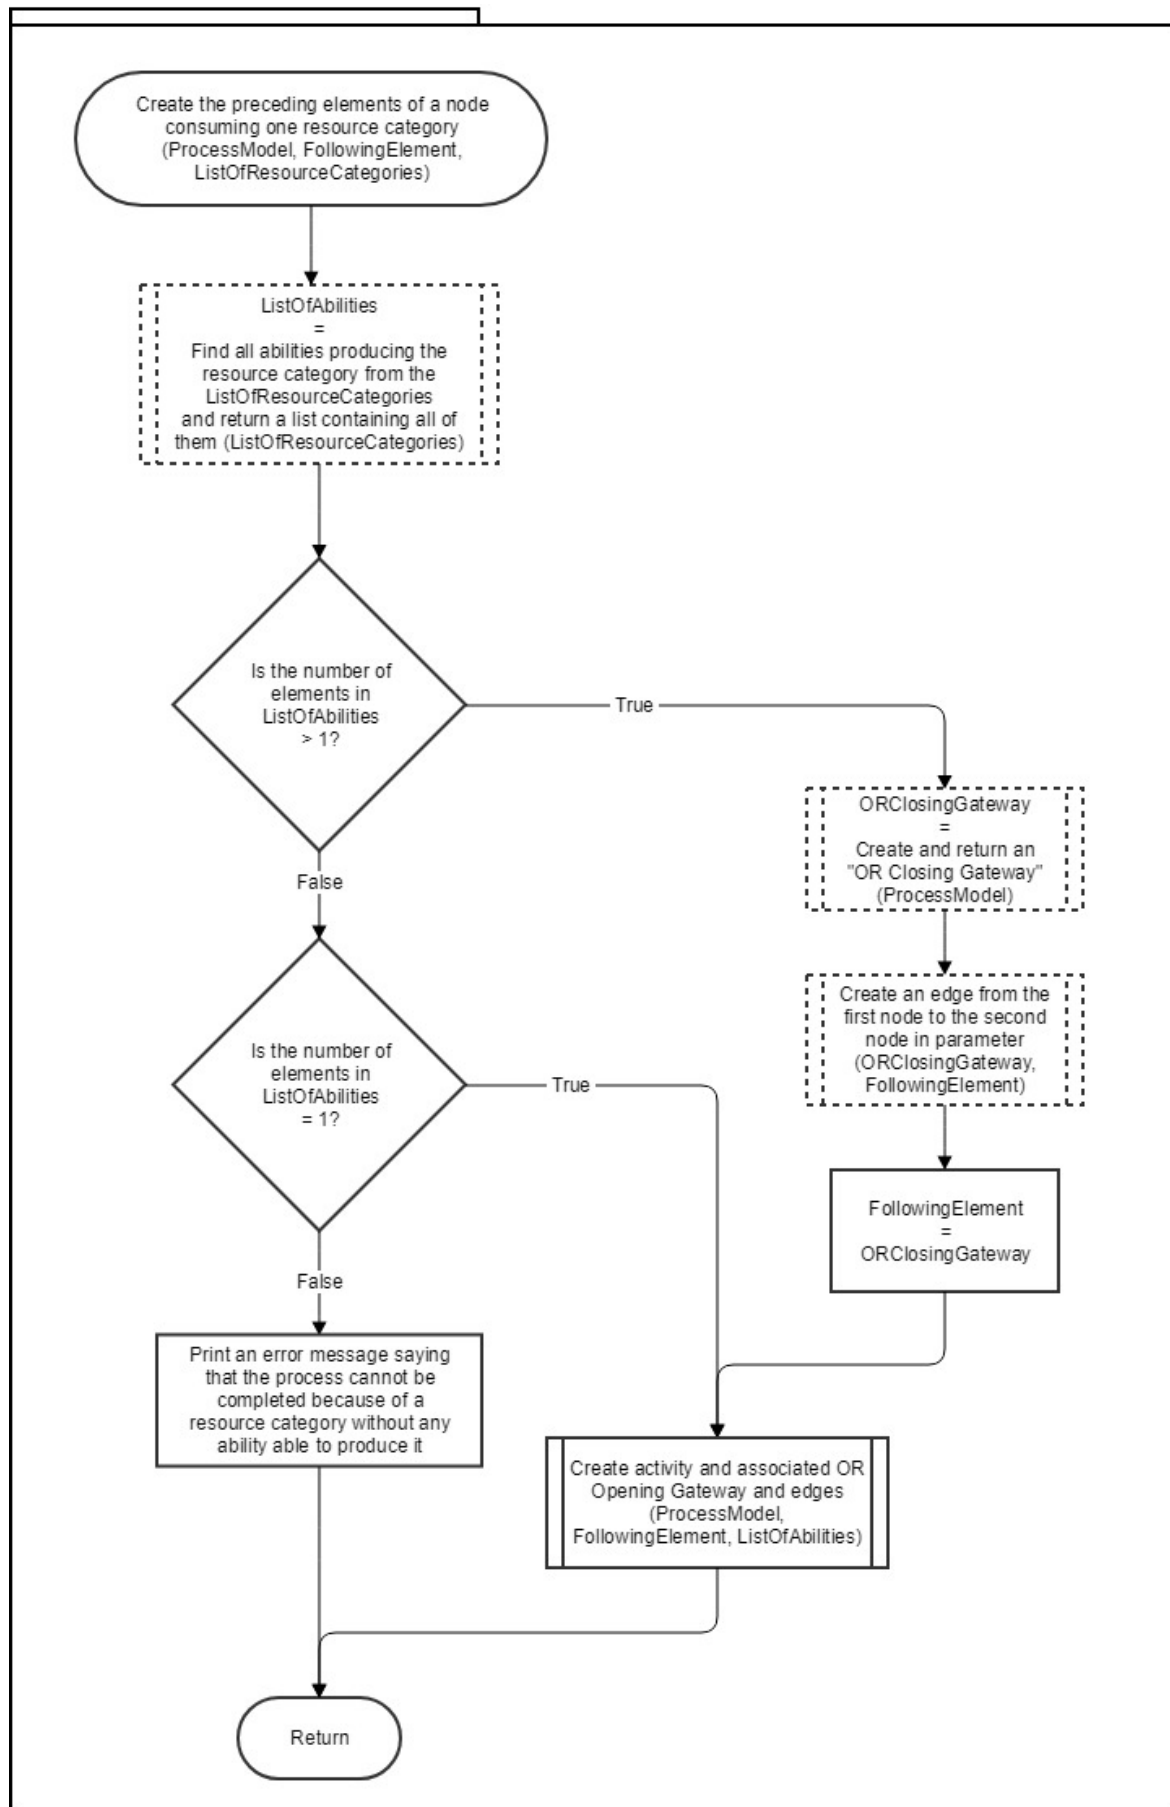 Create the preceding elements of a node
consuming one resource category
(ProcessModel, FollowingElement,
ListOfResourceCategories)
ListOfAbilities
=
Find all abilities producing the
resource category from the
ListOfResourceCategories
and return a list containing all of
them (ListOfResourceCategories)
Is the number of
elements in
ListOfAbilities
> 1?
True
ORClosingGateway
=
Create and return an
"OR Closing Gateway"
(ProcessModel)
False
Create an edge from the
first node to the second
node in parameter
(ORClosingGateway,
FollowingElement)
Is the number of
elements in
ListOfAbilities
= 1?
True
FollowingElement
=
ORClosingGateway
False
Print an error message saying
that the process cannot be
completed because of a
resource category without any
ability able to produce it
Create activity and associated OR
Opening Gateway and edges
(ProcessModel,
FollowingElement, ListOfAbilities)
Return